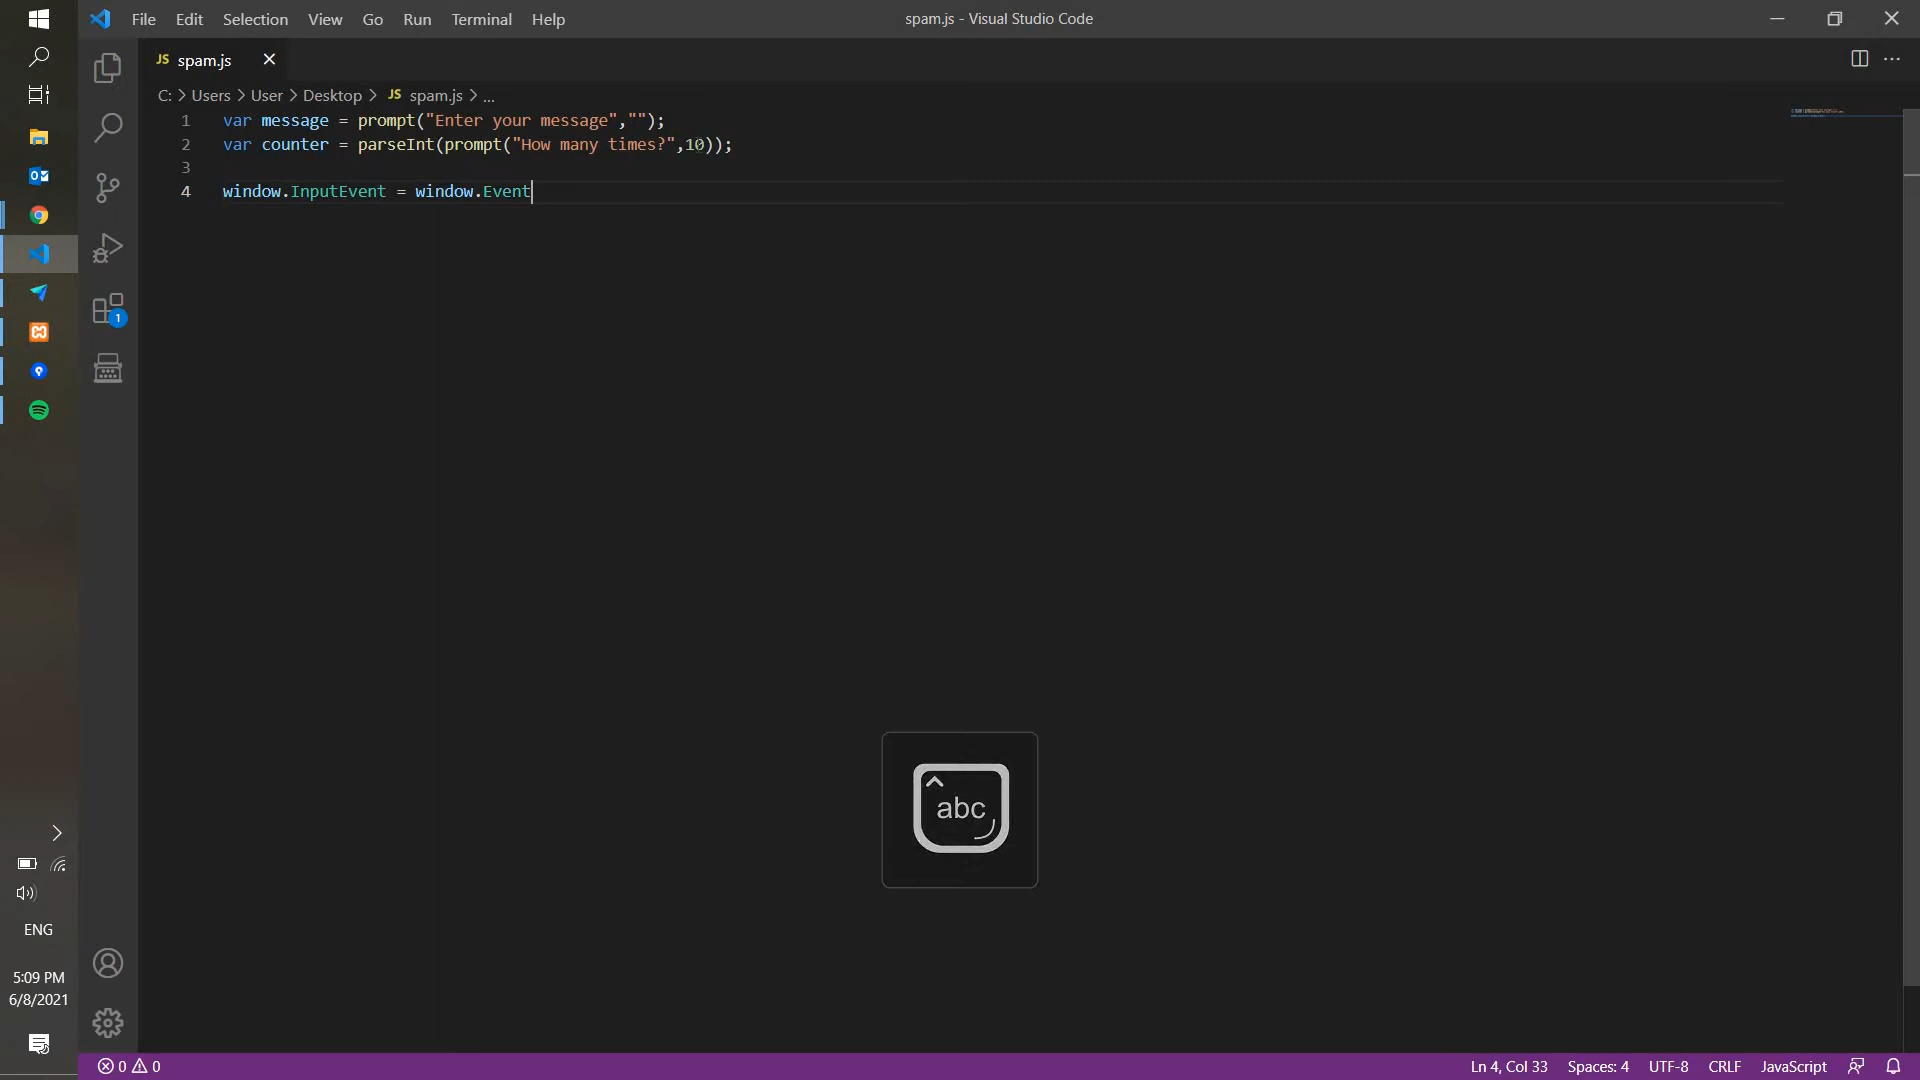 File Edit Selection View Go Run Terminal Help
spam.js - Visual Studio Code
JS spam.js
C: > Users > User > Desktop > JS spam.js > ...
1 var message = prompt("Enter your message","");
2 var counter = parseInt(prompt("How many times?",10));
3
4 window.InputEvent = window.Event
1
abc
ENG
5:09 PM
6/8/2021
0 0
Ln 4, Col 33 Spaces: 4 UTF-8 CRLF JavaScript